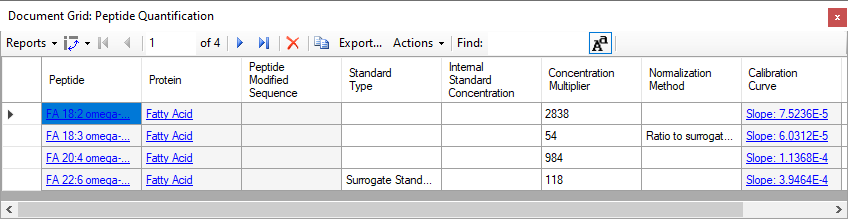 Document Grid: Peptide Quantification
x
Reports 1 of 4 Export... Actions Find: Aa
Peptide Protein Peptide Modified Sequence Standard Type Internal Standard Concentration Concentration Multiplier Normalization Method Calibration Curve
FA 18:2 omega-... Fatty Acid 2838 Slope: 7.5236E-5
FA 18:3 omega-... Fatty Acid 54 Ratio to surrogat... Slope: 6.0312E-5
FA 20:4 omega-... Fatty Acid 984 Slope: 1.1368E-4
FA 22:6 omega-... Fatty Acid Surrogate Stand... 118 Slope: 3.9464E-4